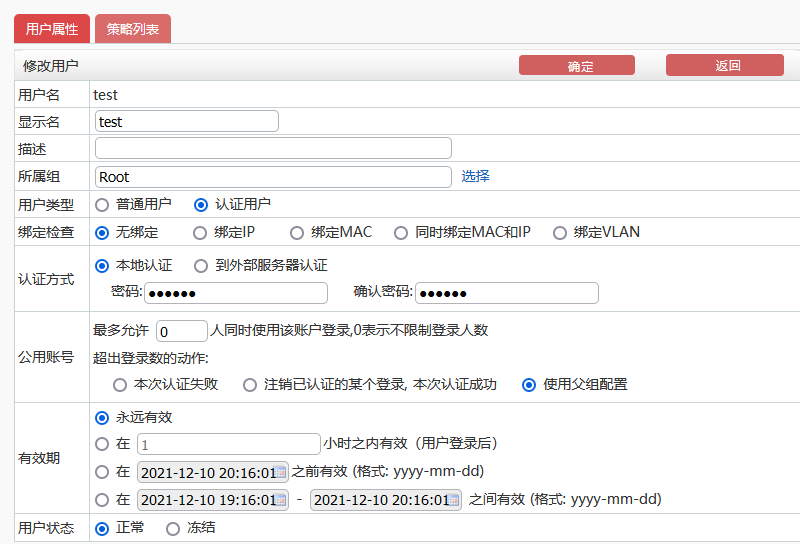 用户属性 策略列表
修改用户 确定 返回
用户名 test
显示名 test
描述
所属组 Root 选择
用户类型 普通用户 认证用户
绑定检查 无绑定 绑定IP 绑定MAC 同时绑定MAC和IP 绑定VLAN
认证方式 本地认证 到外部服务器认证
密码: ●●●●●● 确认密码: ●●●●●●
公用账号 最多允许 0 人同时使用该账户登录,0表示不限制登录人数
超出登录数的动作:
本次认证失败 注销已认证的某个登录, 本次认证成功 使用父组配置
有效期 永远有效
在 1 小时之内有效（用户登录后）
在 2021-12-10 20:16:01 之前有效 (格式: yyyy-mm-dd)
在 2021-12-10 19:16:01 - 2021-12-10 20:16:01 之间有效 (格式: yyyy-mm-dd)
用户状态 正常 冻结